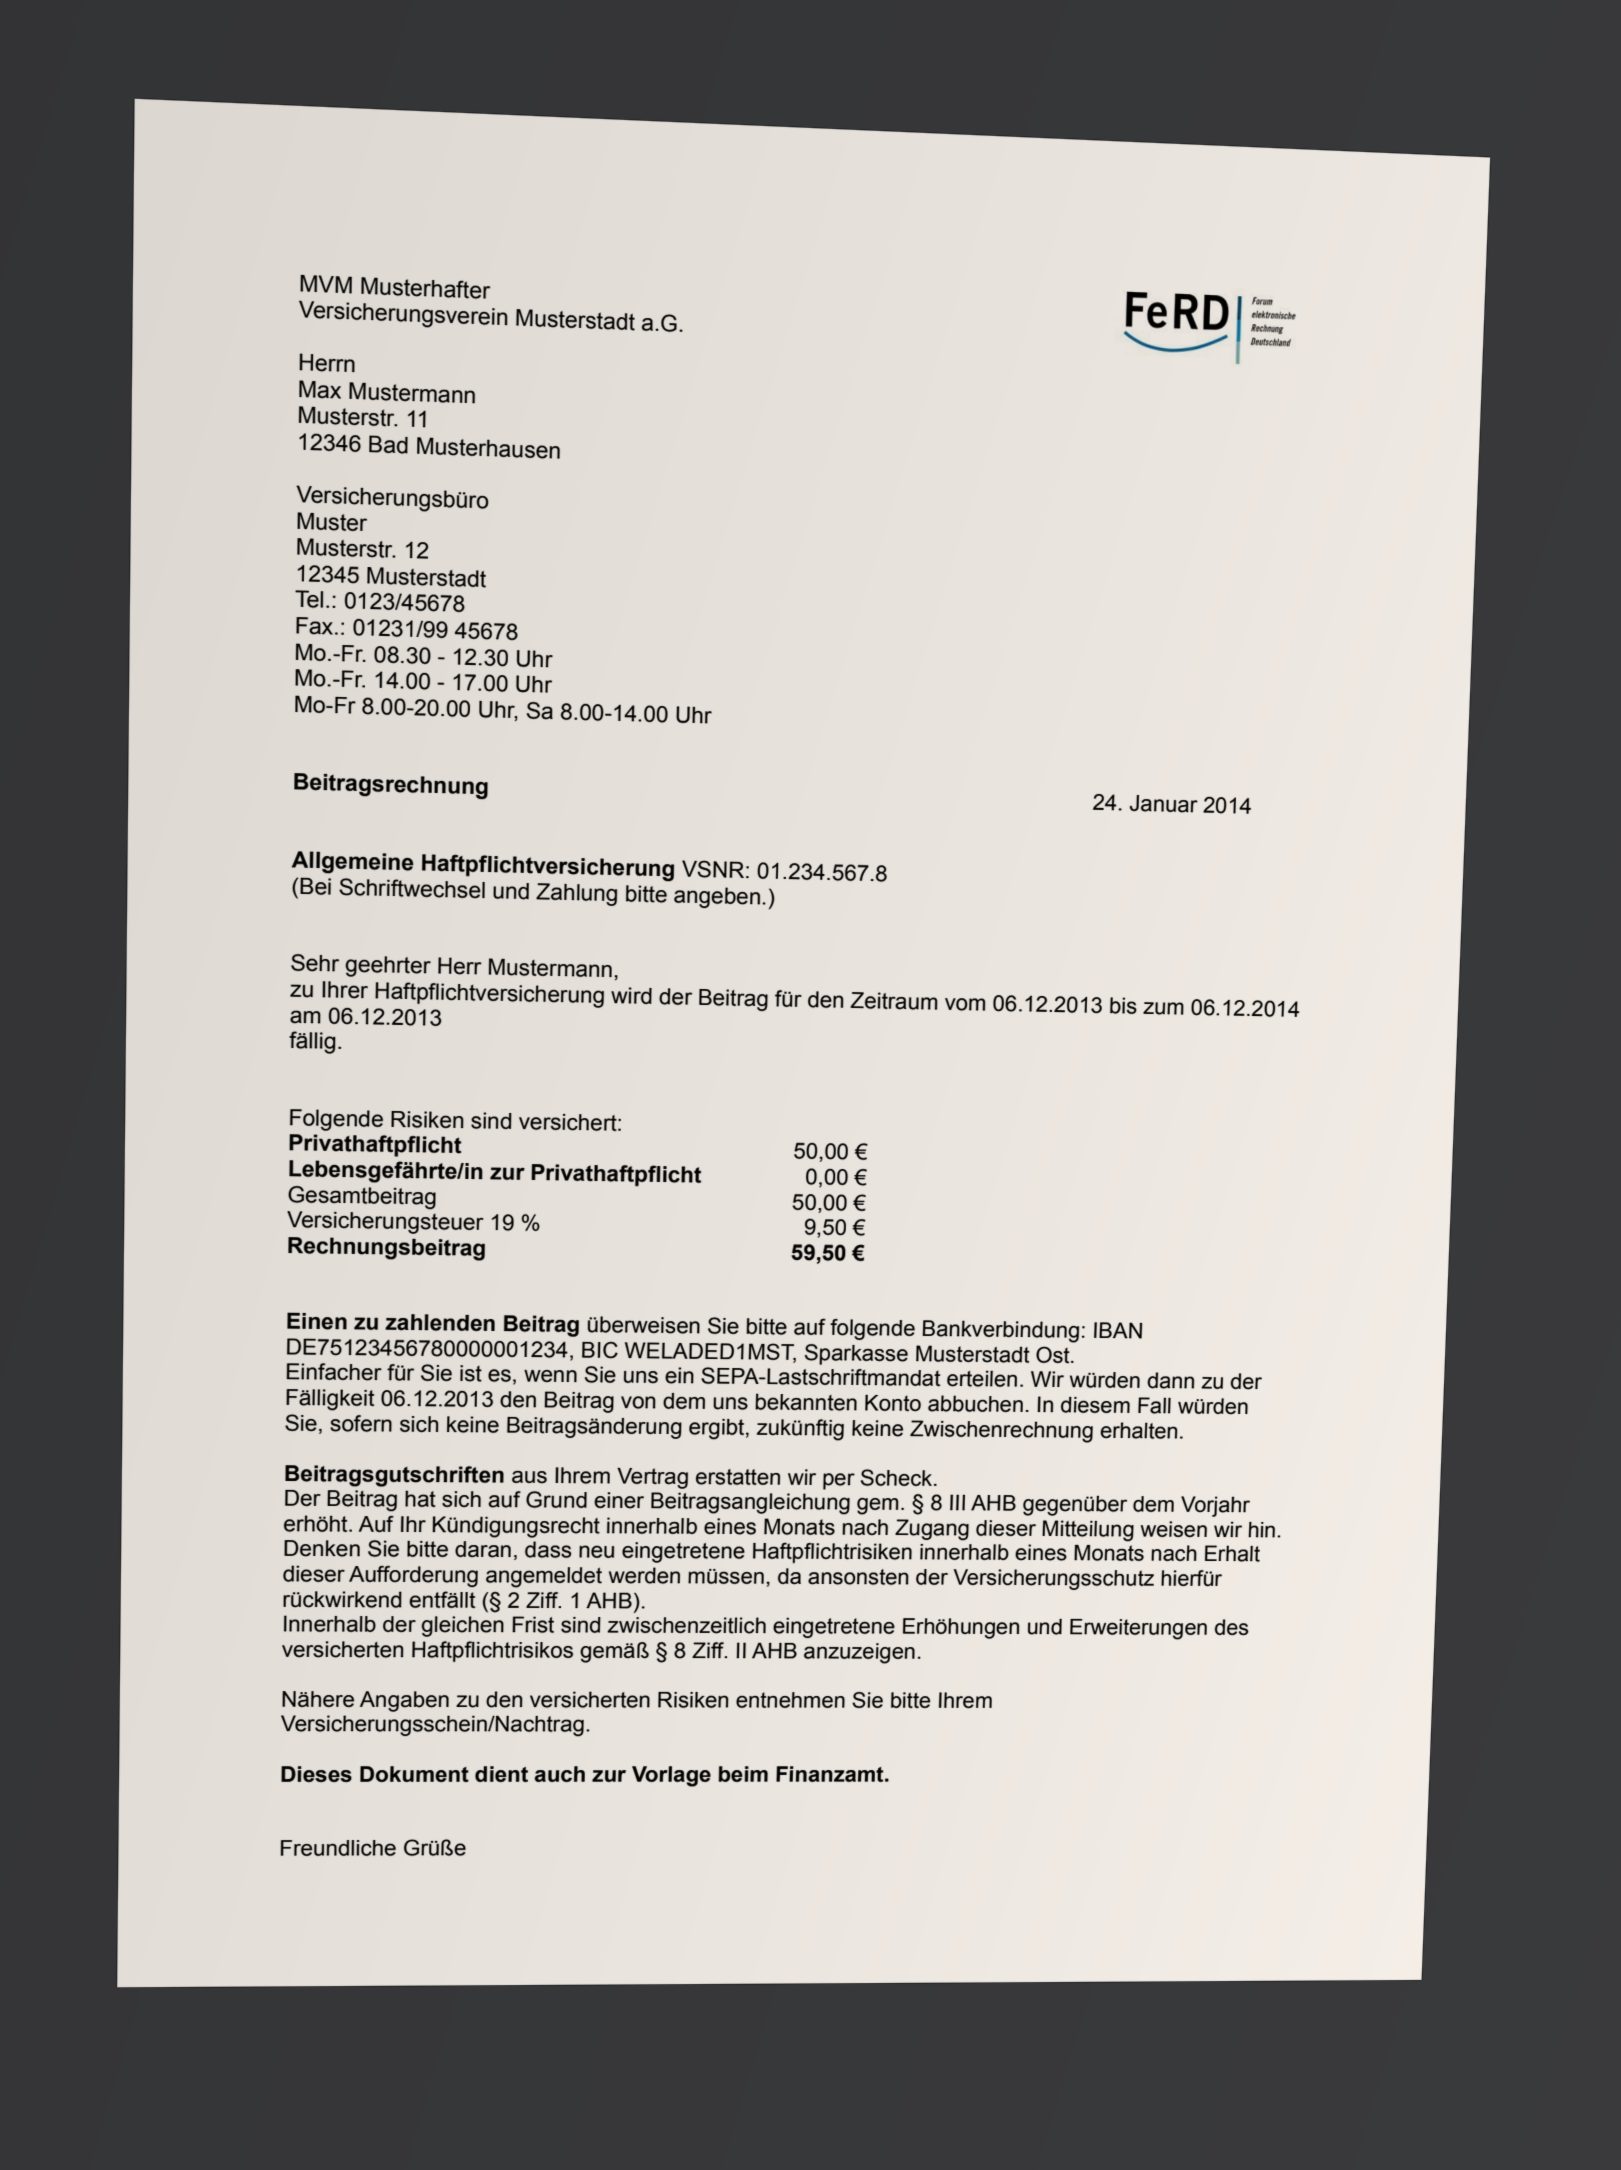 MVM Musterhafter
Versicherungsverein Musterstadt a.G.
FeRD
Forum
elektronische
Rechnung
Deutschland
Herrn
Max Mustermann
Musterstr. 11
12346 Bad Musterhausen
Versicherungsbüro
Muster
Musterstr. 12
12345 Musterstadt
Tel.: 0123/45678
Fax.: 01231/99 45678
Mo.-Fr. 08.30 - 12.30 Uhr
Mo.-Fr. 14.00 - 17.00 Uhr
Mo-Fr 8.00-20.00 Uhr, Sa 8.00-14.00 Uhr
Beitragsrechnung
24. Januar 2014
Allgemeine Haftpflichtversicherung VSNR: 01.234.567.8
(Bei Schriftwechsel und Zahlung bitte angeben.)
Sehr geehrter Herr Mustermann,
zu Ihrer Haftpflichtversicherung wird der Beitrag für den Zeitraum vom 06.12.2013 bis zum 06.12.2014
am 06.12.2013
fällig.
Folgende Risiken sind versichert:
Privathaftpflicht 50,00 €
Lebensgefährte/in zur Privathaftpflicht 0,00 €
Gesamtbeitrag 50,00 €
Versicherungsteuer 19 % 9,50 €
Rechnungsbeitrag 59,50 €
Einen zu zahlenden Beitrag überweisen Sie bitte auf folgende Bankverbindung: IBAN
DE75123456780000001234, BIC WELADED1MST, Sparkasse Musterstadt Ost.
Einfacher für Sie ist es, wenn Sie uns ein SEPA-Lastschriftmandat erteilen. Wir würden dann zu der
Fälligkeit 06.12.2013 den Beitrag von dem uns bekannten Konto abbuchen. In diesem Fall würden
Sie, sofern sich keine Beitragsänderung ergibt, zukünftig keine Zwischenrechnung erhalten.
Beitragsgutschriften aus Ihrem Vertrag erstatten wir per Scheck.
Der Beitrag hat sich auf Grund einer Beitragsangleichung gem. § 8 III AHB gegenüber dem Vorjahr
erhöht. Auf Ihr Kündigungsrecht innerhalb eines Monats nach Zugang dieser Mitteilung weisen wir hin.
Denken Sie bitte daran, dass neu eingetretene Haftpflichtrisiken innerhalb eines Monats nach Erhalt
dieser Aufforderung angemeldet werden müssen, da ansonsten der Versicherungsschutz hierfür
rückwirkend entfällt (§ 2 Ziff. 1 AHB).
Innerhalb der gleichen Frist sind zwischenzeitlich eingetretene Erhöhungen und Erweiterungen des
versicherten Haftpflichtrisikos gemäß § 8 Ziff. II AHB anzuzeigen.
Nähere Angaben zu den versicherten Risiken entnehmen Sie bitte Ihrem
Versicherungsschein/Nachtrag.
Dieses Dokument dient auch zur Vorlage beim Finanzamt.
Freundliche Grüße